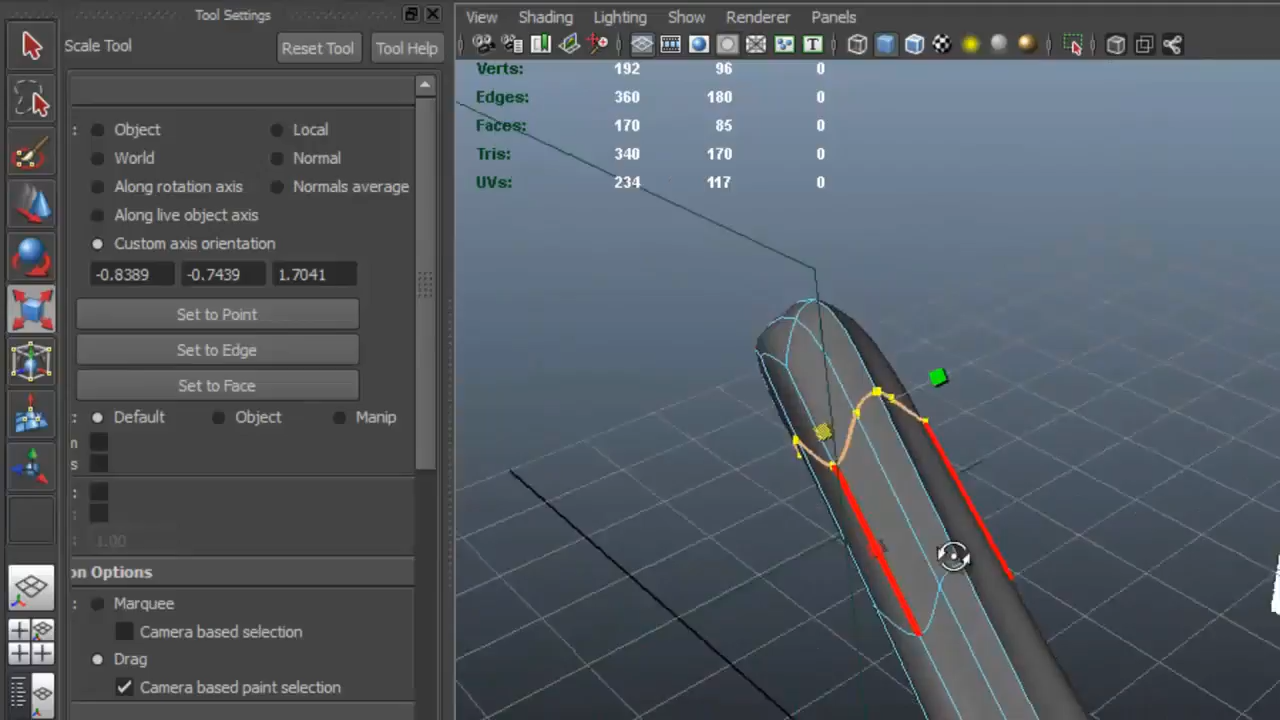 Tool Settings
Scale Tool
Reset Tool
Tool Help
: Object
Local
World
Normal
Along rotation axis
Normals average
Along live object axis
Custom axis orientation
-0.8389 -0.7439 1.7041
Set to Point
Set to Edge
Set to Face
: Default
Object
Manip
n
s
:
:
: 1.00
on Options
: Marquee
Camera based selection
: Drag
Camera based paint selection
View Shading Lighting Show Renderer Panels
Verts: 192 96 0
Edges: 360 180 0
Faces: 170 85 0
Tris: 340 170 0
UVs: 234 117 0